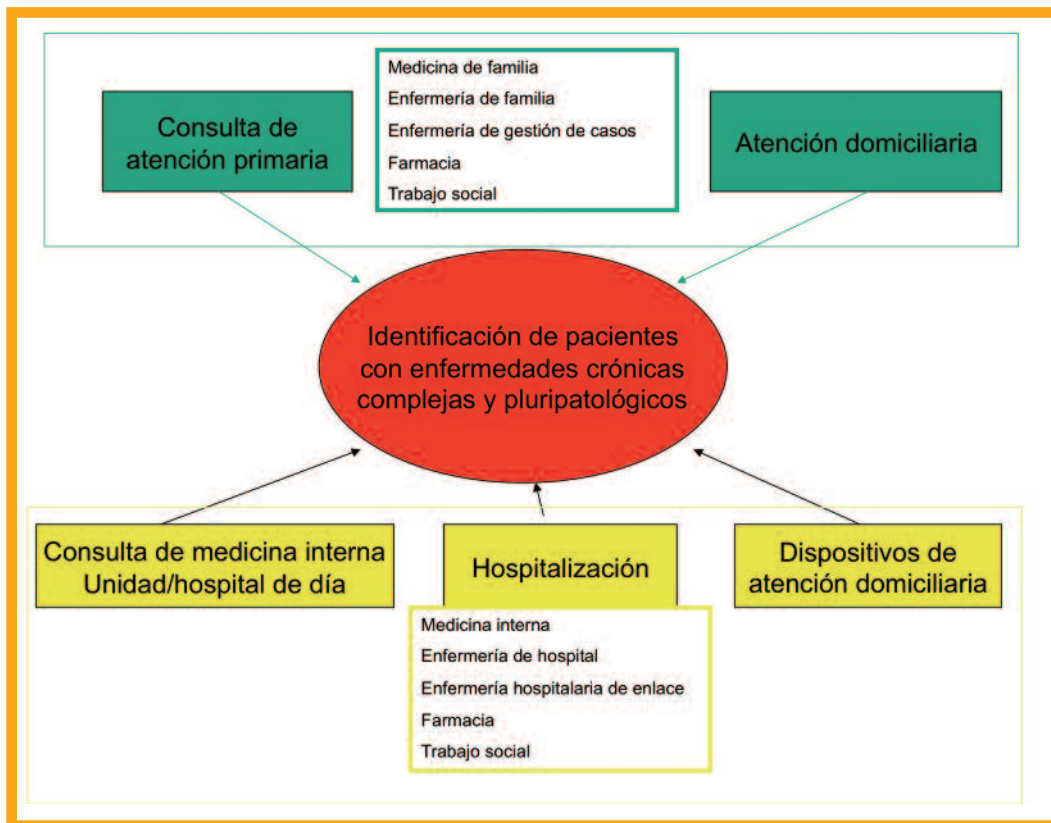 Consulta de
atención primaria
Medicina de familia
Enfermería de familia
Enfermería de gestión de casos
Farmacia
Trabajo social
Atención domiciliaria
Identificación de pacientes
con enfermedades crónicas
complejas y pluripatológicos
Consulta de medicina interna
Unidad/hospital de día
Hospitalización
Medicina interna
Enfermería de hospital
Enfermería hospitalaria de enlace
Farmacia
Trabajo social
Dispositivos de
atención domiciliaria